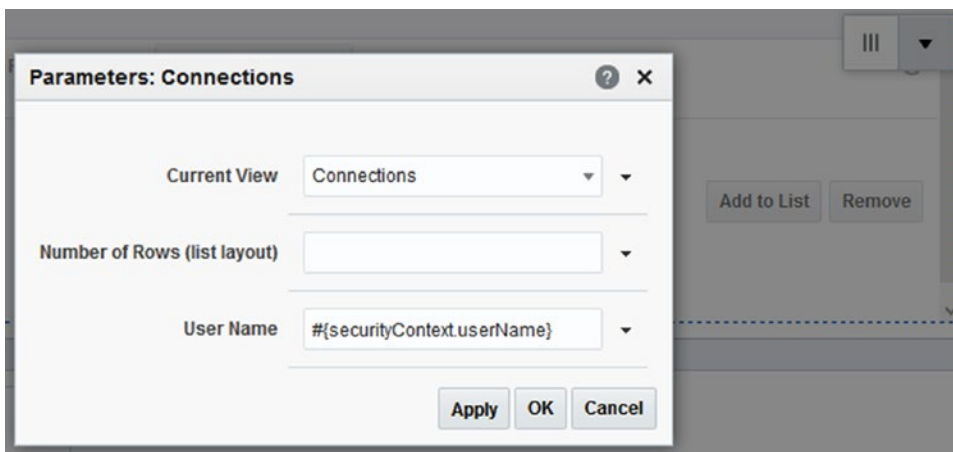 Parameters: Connections
Current View Connections
Add to List Remove
Number of Rows (list layout)
User Name #{securityContext.userName}
Apply OK Cancel